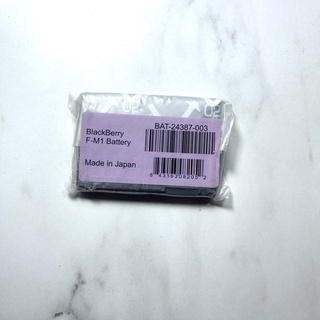 BAT-24387-003
BlackBerry
F-M1 Battery
Made in Japan